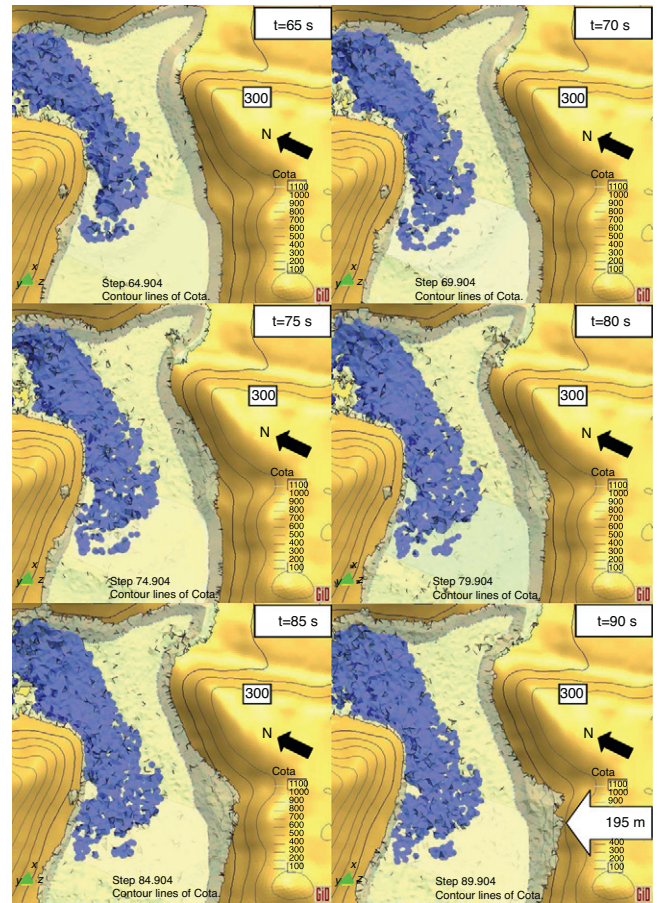 t=65 s
300
N
Cota
1100
1000
900
800
700
600
500
400
300
200
100
x
y z
Step 64.904
Contour lines of Cota.
GiD
t=70 s
300
N
Cota
1100
1000
900
800
700
600
500
400
300
200
100
x
y z
Step 69.904
Contour lines of Cota.
GiD
t=75 s
300
N
Cota
1100
1000
900
800
700
600
500
400
300
200
100
x
y z
Step 74.904
Contour lines of Cota.
GiD
t=80 s
300
N
Cota
1100
1000
900
800
700
600
500
400
300
200
100
x
y z
Step 79.904
Contour lines of Cota.
GiD
t=85 s
300
N
Cota
1100
1000
900
800
700
600
500
400
300
200
100
x
y z
Step 84.904
Contour lines of Cota.
GiD
t=90 s
300
N
Cota
1100
1000
900
195 m
400
300
200
100
x
y z
Step 89.904
Contour lines of Cota.
GiD